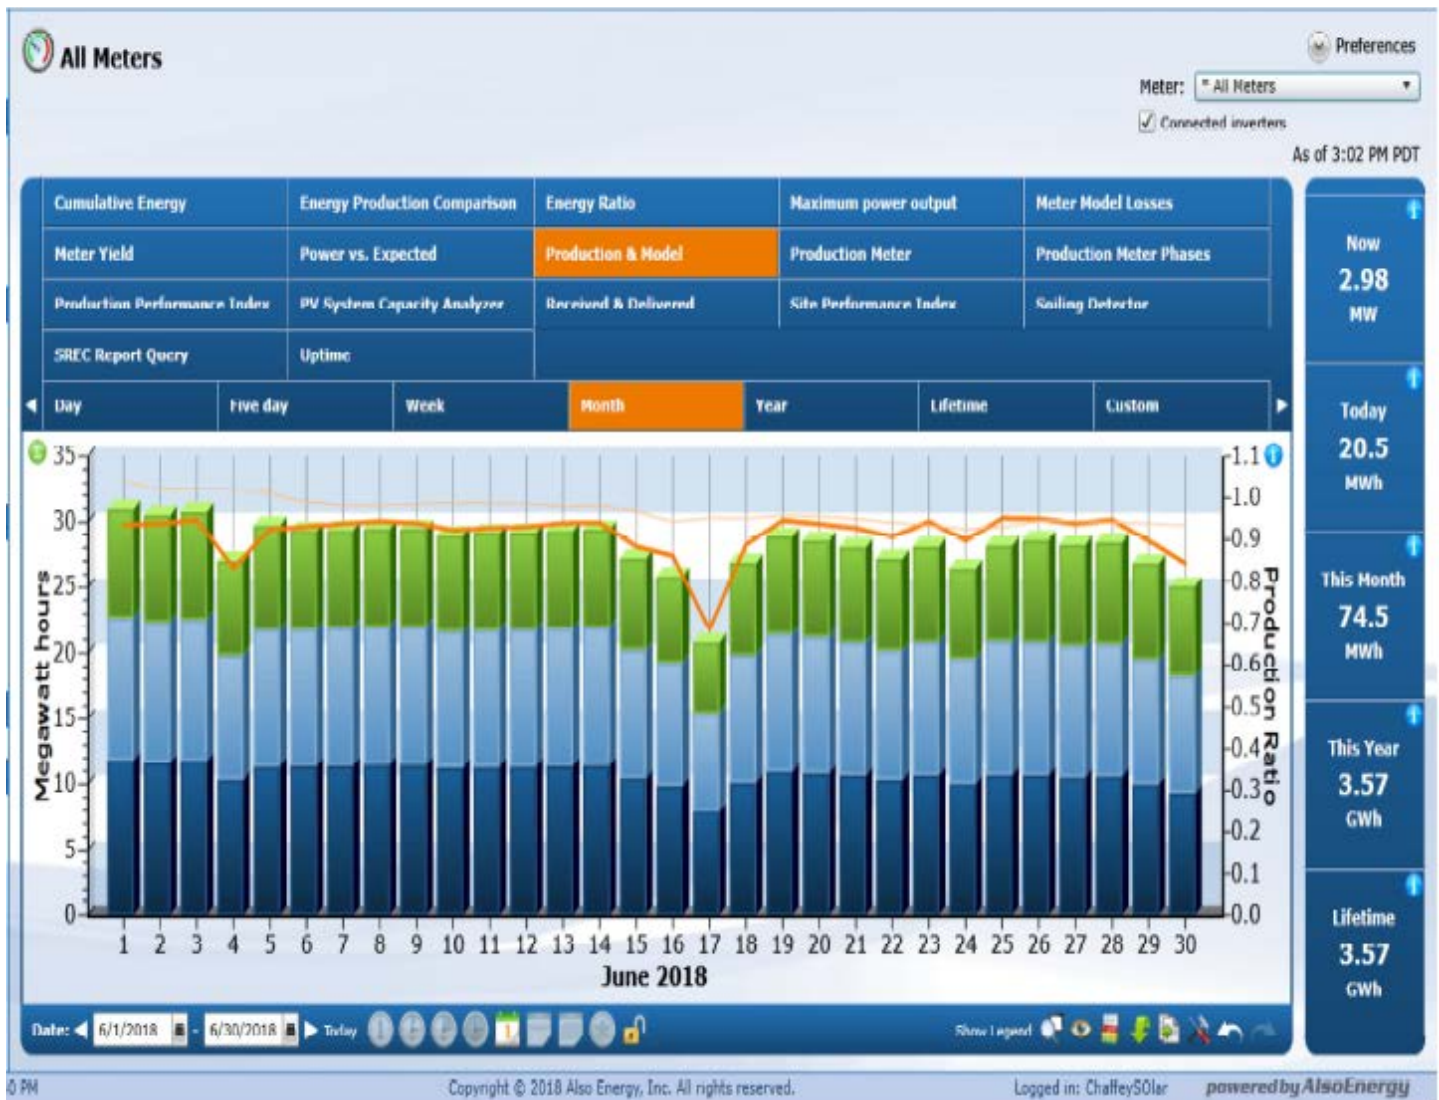 All Meters
Preferences
Meter: * All Meters
Connected inverters
As of 3:02 PM PDT
Cumulative Energy Energy Production Comparison Energy Ratio Maximum power output Meter Model Losses
Meter Yield Power vs. Expected Production & Model Production Meter Production Meter Phases
Production Performance Index PV System Capacity Analyzer Received & Delivered Site Performance Index Soiling Detector
SREC Report Query Uptime
Day Five day Week Month Year Lifetime Custom
Now
2.98
MW
Today
20.5
MWh
This Month
74.5
MWh
This Year
3.57
GWh
Lifetime
3.57
GWh
Megawatt hours
35
30
25
20
15
10
5
0
Production Ratio
1.1
1.0
0.9
0.8
0.7
0.6
0.5
0.4
0.3
0.2
0.1
0.0
1 2 3 4 5 6 7 8 9 10 11 12 13 14 15 16 17 18 19 20 21 22 23 24 25 26 27 28 29 30
June 2018
Date: 6/1/2018 - 6/30/2018 Today 1 Show Legend
0 PM Copyright © 2018 Also Energy, Inc. All rights reserved. Logged in: ChaffeySOlar powered by AlsoEnergy